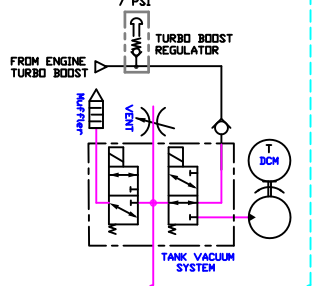 7 PSI
TURBO BOOST
REGULATOR
FROM ENGINE
TURBO BOOST
Muffler
VENT
T
DCM
TANK VACUUM
SYSTEM